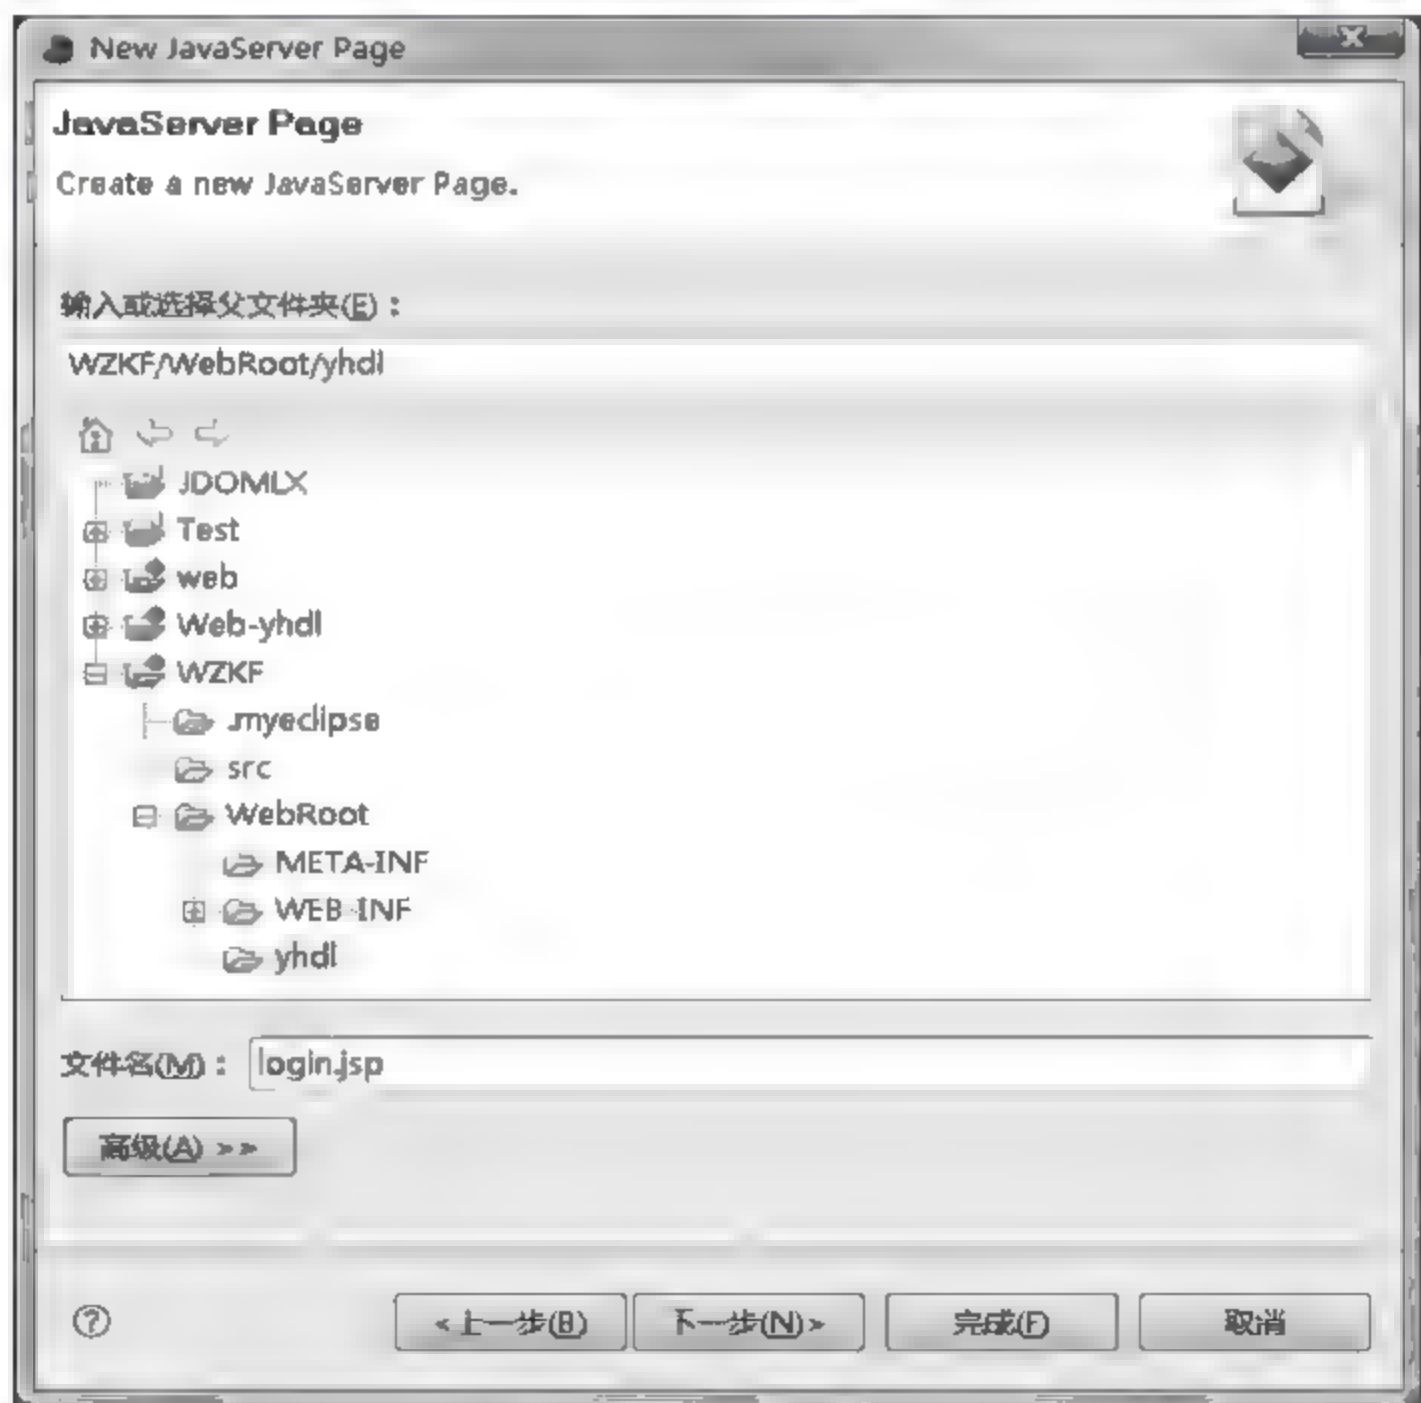 New JavaServer Page
JavaServer Page
Create a new JavaServer Page.
输入或选择父文件夹(E)：
WZKF/WebRoot/yhdl
JDOMLX
Test
web
Web-yhdl
WZKF
.myeclipse
src
WebRoot
META-INF
WEB-INF
yhdl
文件名(M)： login.jsp
高级(A) >>
<上一步(B) 下一步(N)> 完成(F) 取消